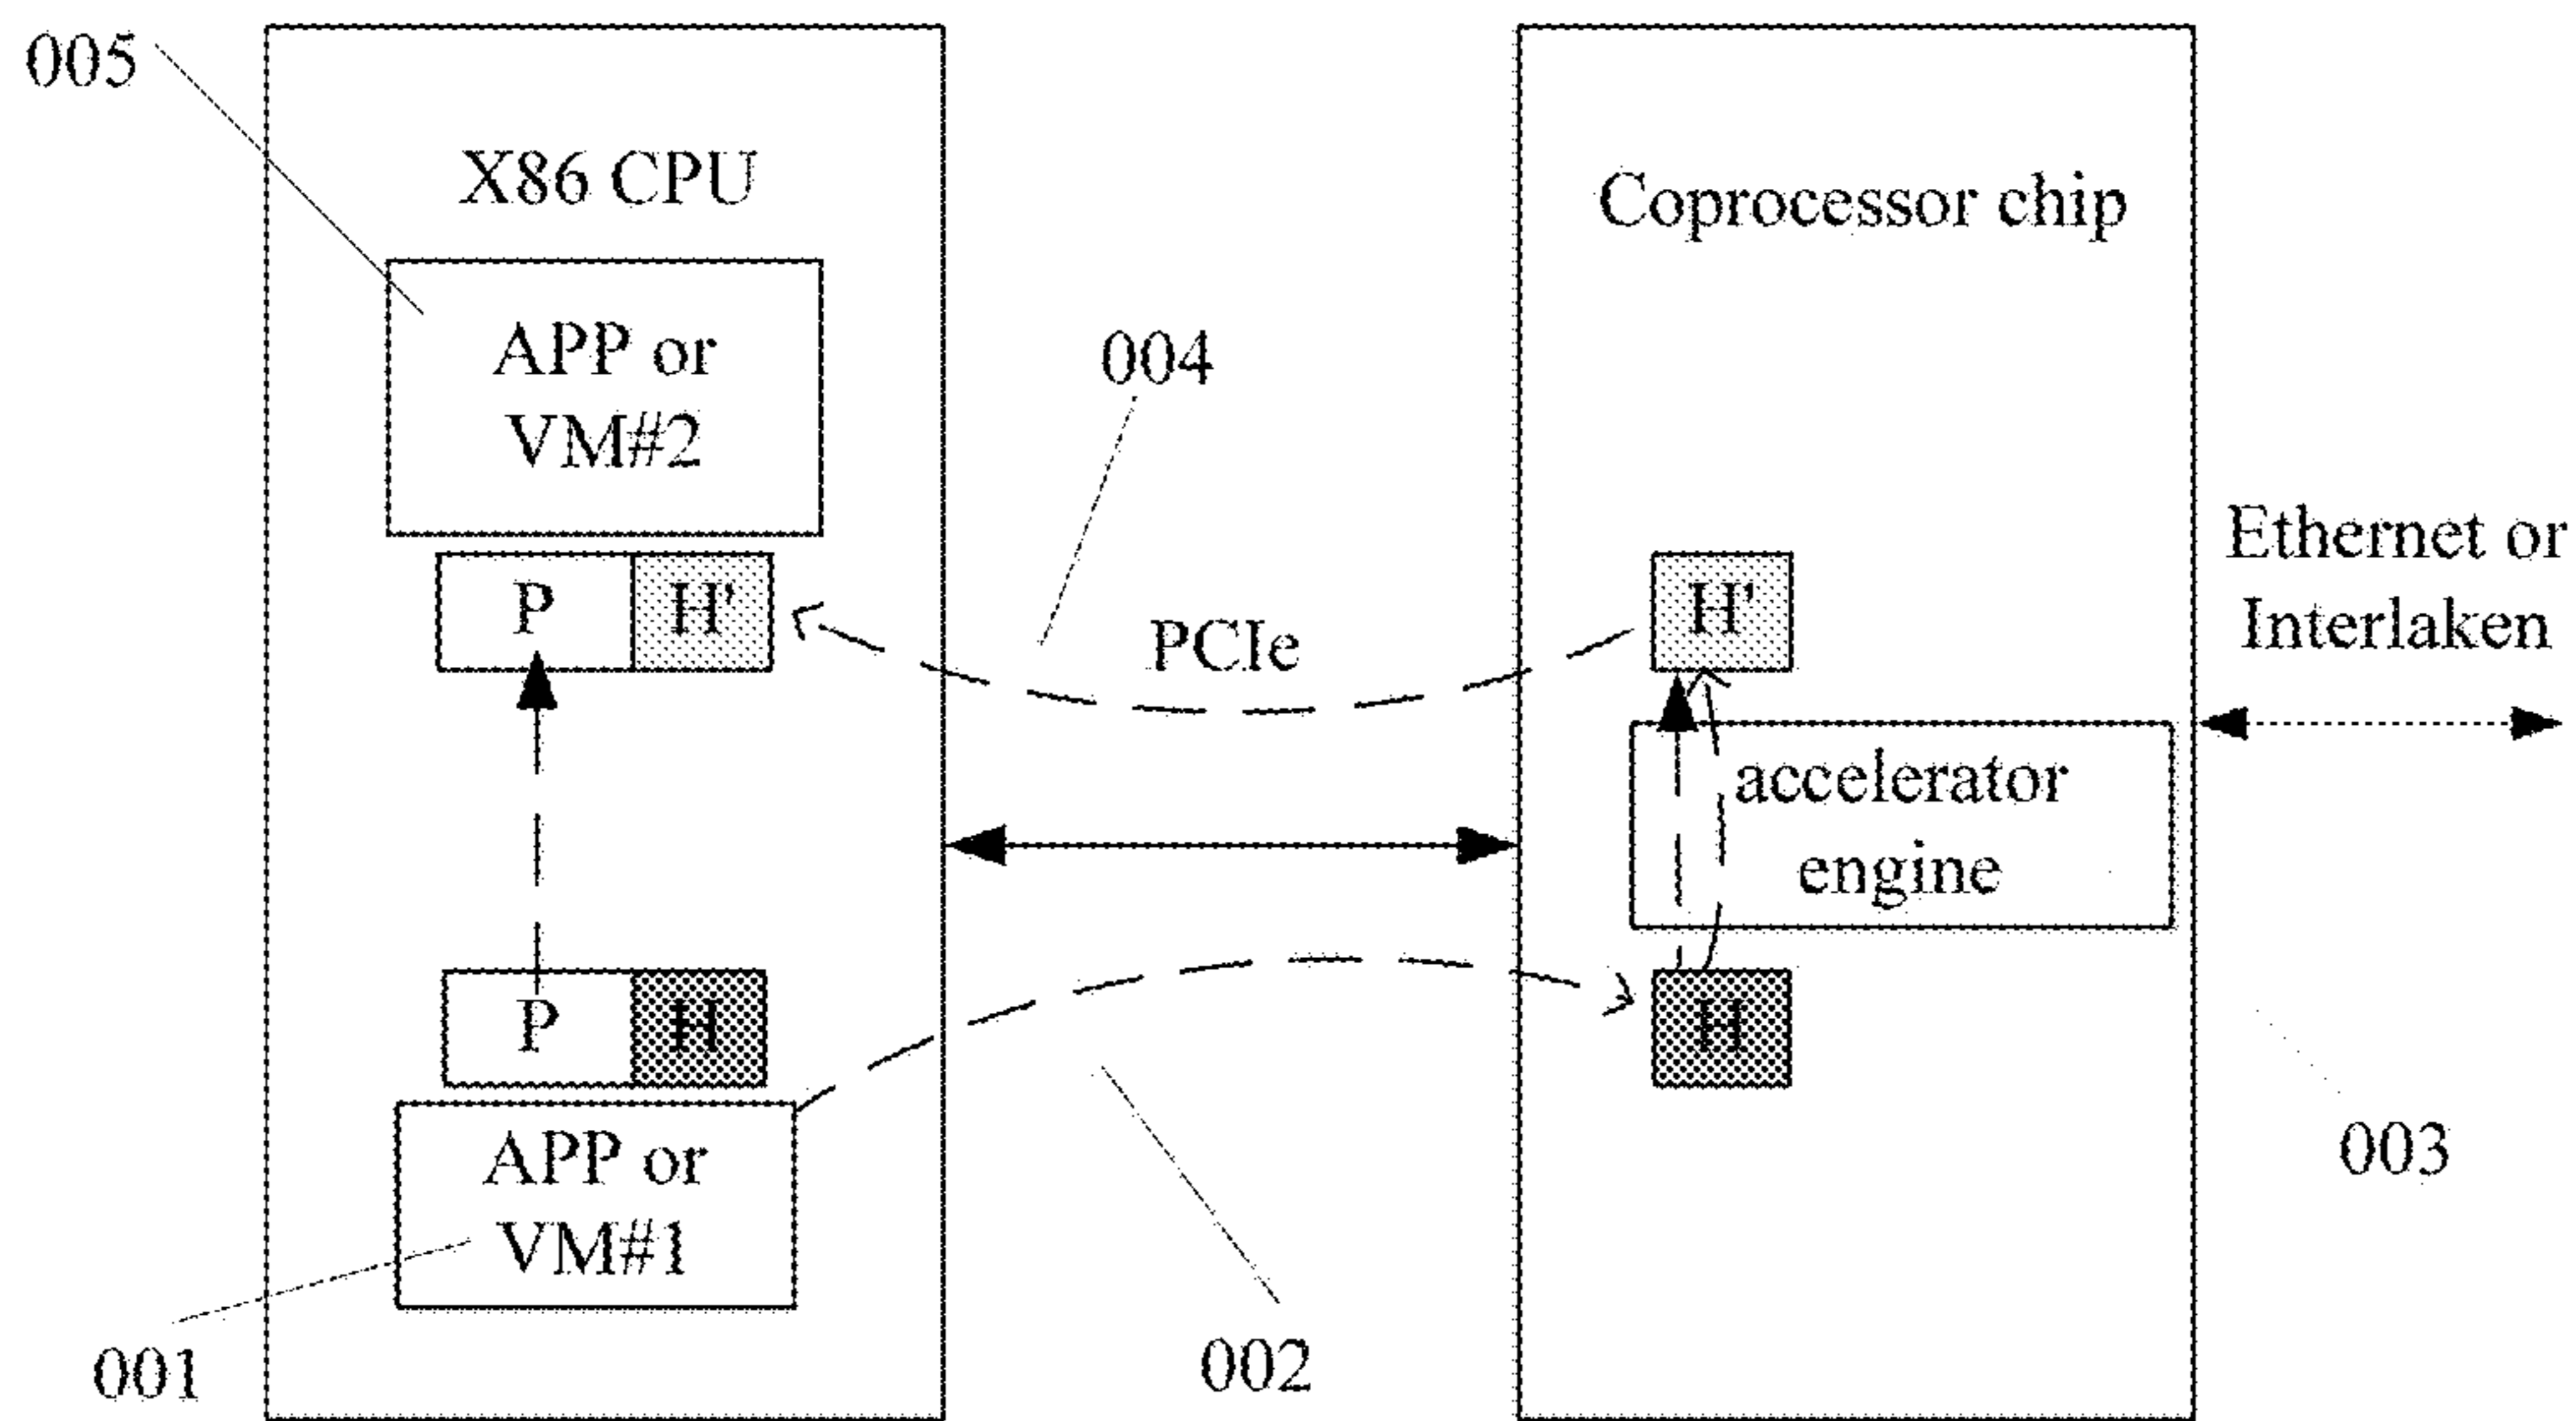 005
X86 CPU
APP or
VM#2
P
H'
P
H
APP or
VM#1
001
004
PCIe
002
Coprocessor chip
H'
accelerator
engine
H
Ethernet or
Interlaken
003